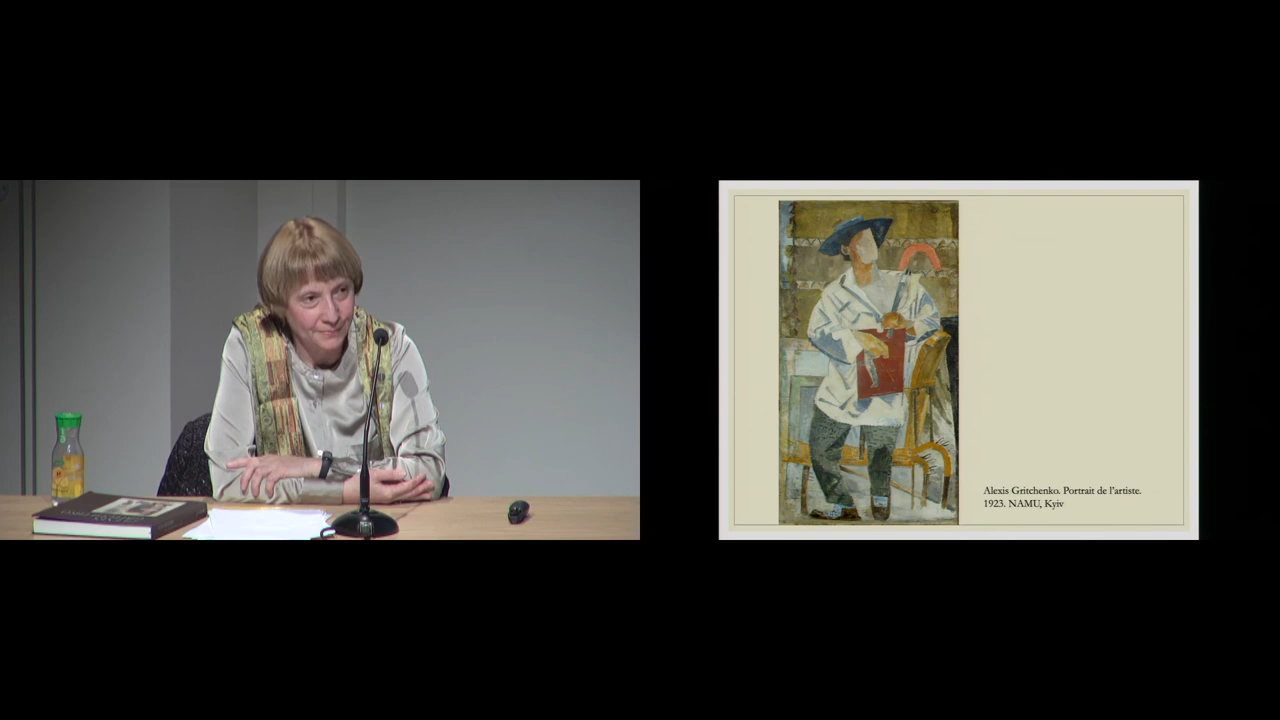 Alexis Gritchenko. Portrait de l'artiste.
1923. NAMU, Kyiv